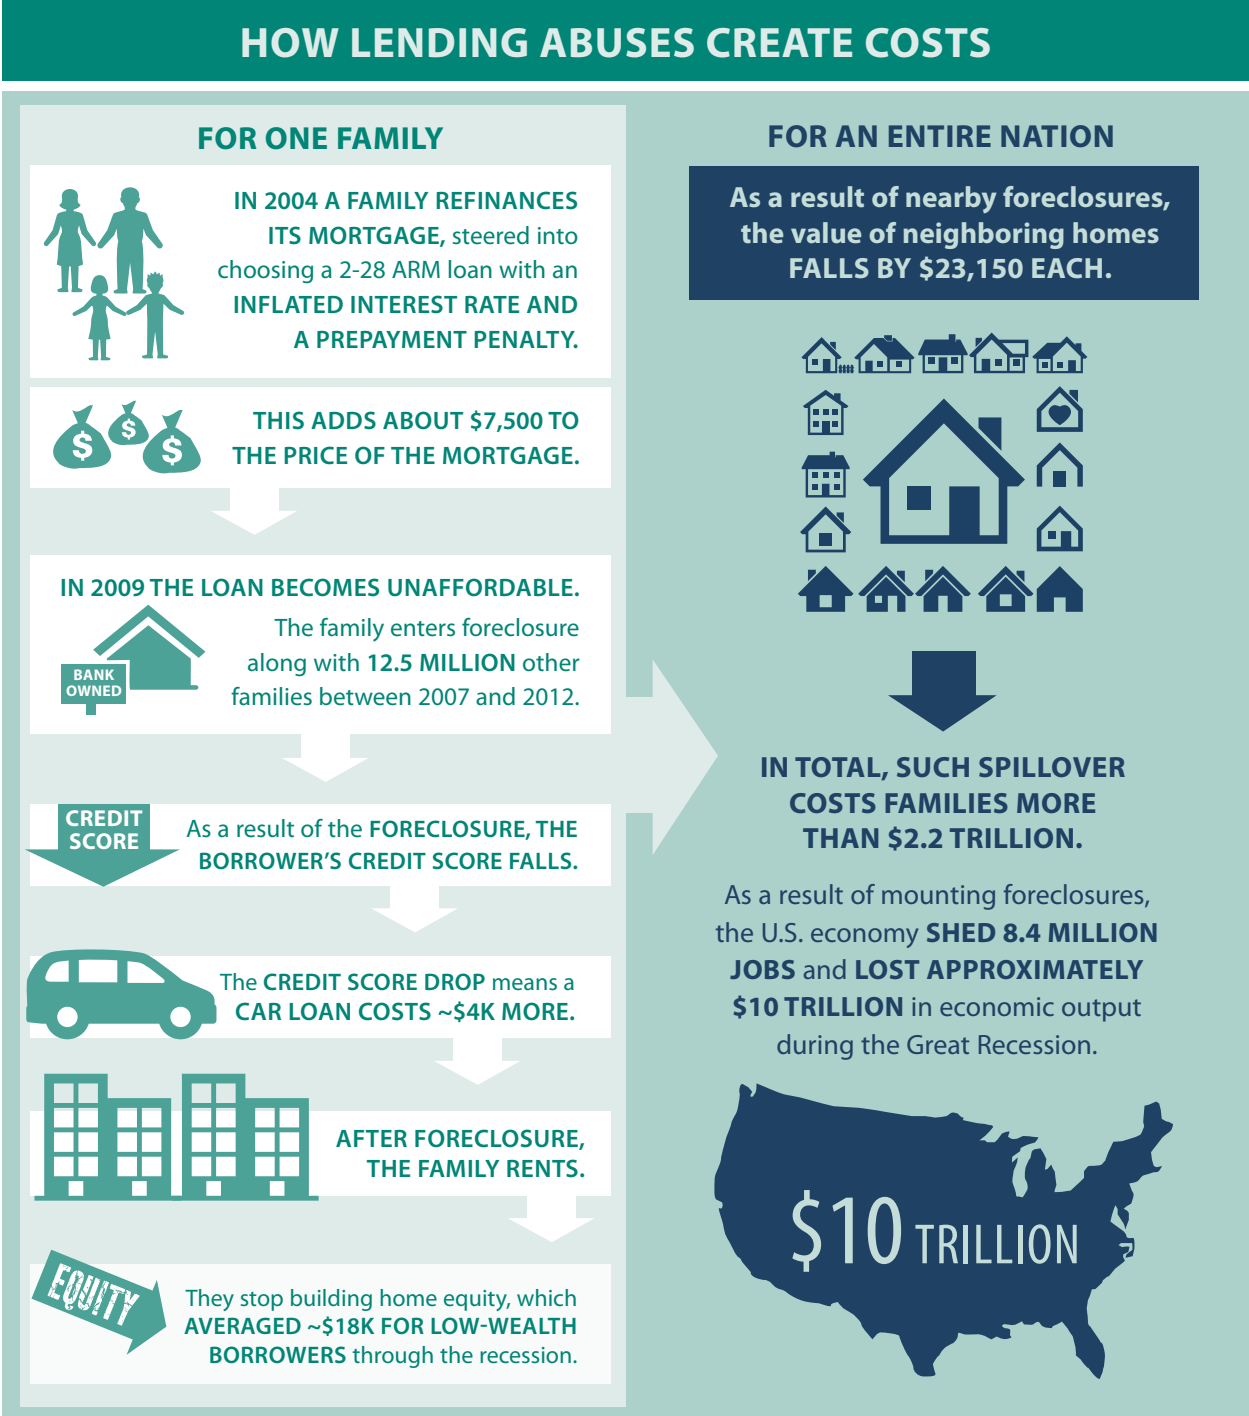 HOW LENDING ABUSES CREATE COSTS
FOR ONE FAMILY
IN 2004 A FAMILY REFINANCES
ITS MORTGAGE, steered into
choosing a 2-28 ARM loan with an
INFLATED INTEREST RATE AND
A PREPAYMENT PENALTY.
$
$
$
THIS ADDS ABOUT $7,500 TO
THE PRICE OF THE MORTGAGE.
IN 2009 THE LOAN BECOMES UNAFFORDABLE.
The family enters foreclosure
along with 12.5 MILLION other
families between 2007 and 2012.
BANK
OWNED
CREDIT
SCORE
As a result of the FORECLOSURE, THE
BORROWER'S CREDIT SCORE FALLS.
The CREDIT SCORE DROP means a
CAR LOAN COSTS ~$4K MORE.
AFTER FORECLOSURE,
THE FAMILY RENTS.
EQUITY
They stop building home equity, which
AVERAGED ~$18K FOR LOW-WEALTH
BORROWERS through the recession.
FOR AN ENTIRE NATION
As a result of nearby foreclosures,
the value of neighboring homes
FALLS BY $23,150 EACH.
IN TOTAL, SUCH SPILLOVER
COSTS FAMILIES MORE
THAN $2.2 TRILLION.
As a result of mounting foreclosures,
the U.S. economy SHED 8.4 MILLION
JOBS and LOST APPROXIMATELY
$10 TRILLION in economic output
during the Great Recession.
$10 TRILLION